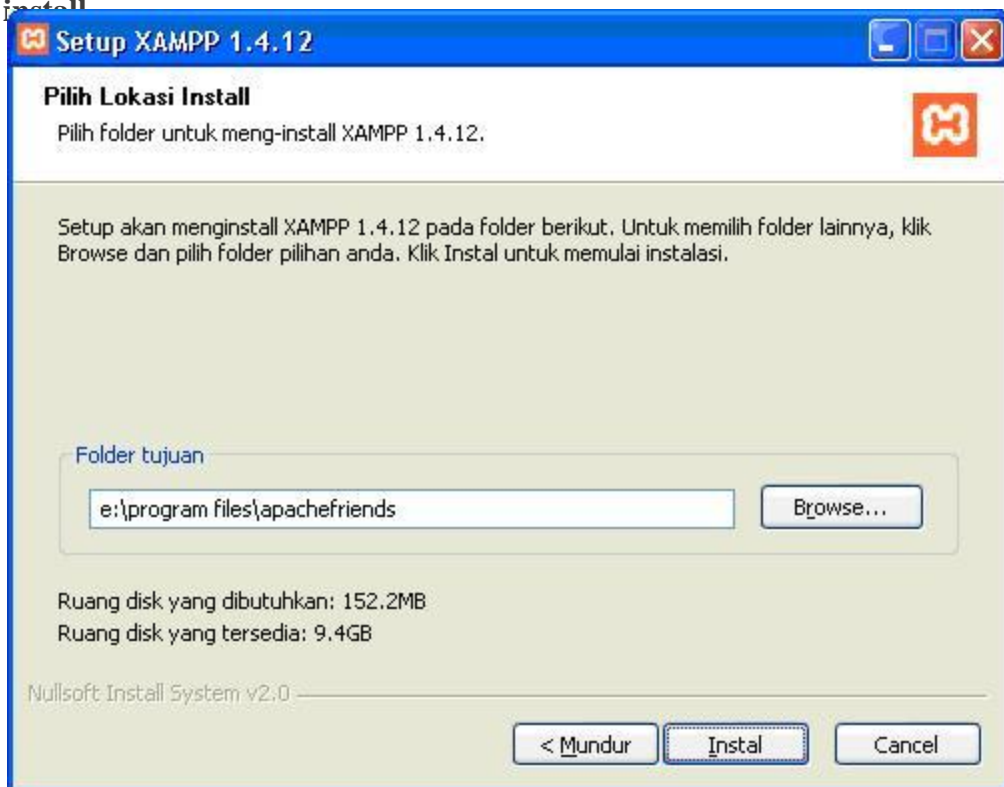 install
Setup XAMPP 1.4.12
Pilih Lokasi Install
Pilih folder untuk meng-install XAMPP 1.4.12.
Setup akan menginstall XAMPP 1.4.12 pada folder berikut. Untuk memilih folder lainnya, klik
Browse dan pilih folder pilihan anda. Klik Instal untuk memulai instalasi.
Folder tujuan
e:\program files\apachefriends
Browse...
Ruang disk yang dibutuhkan: 152.2MB
Ruang disk yang tersedia: 9.4GB
Nullsoft Install System v2.0
< Mundur
Instal
Cancel